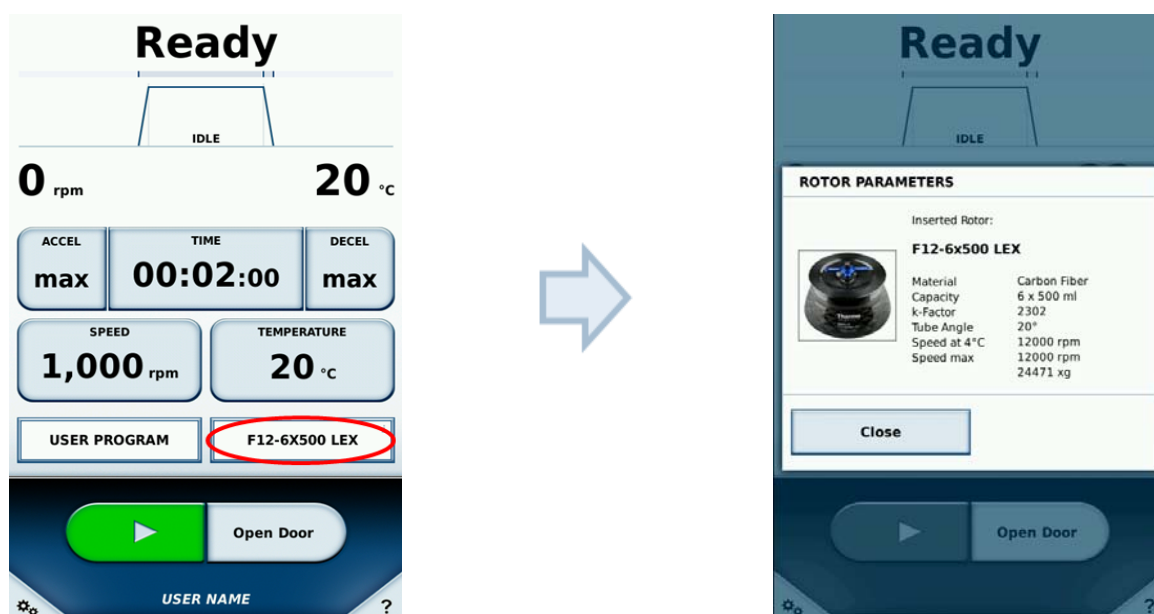 Ready
IDLE
0 rpm 20 °C
ACCEL TIME DECEL
max 00:02:00 max
SPEED TEMPERATURE
1,000 rpm 20 °C
USER PROGRAM F12-6X500 LEX
Open Door
USER NAME
?
Ready
IDLE
ROTOR PARAMETERS
Inserted Rotor:
F12-6x500 LEX
Material Carbon Fiber
Capacity 6 x 500 ml
k-Factor 2302
Tube Angle 20°
Speed at 4°C 12000 rpm
Speed max 12000 rpm
24471 xg
Thermo
Close
Open Door
?